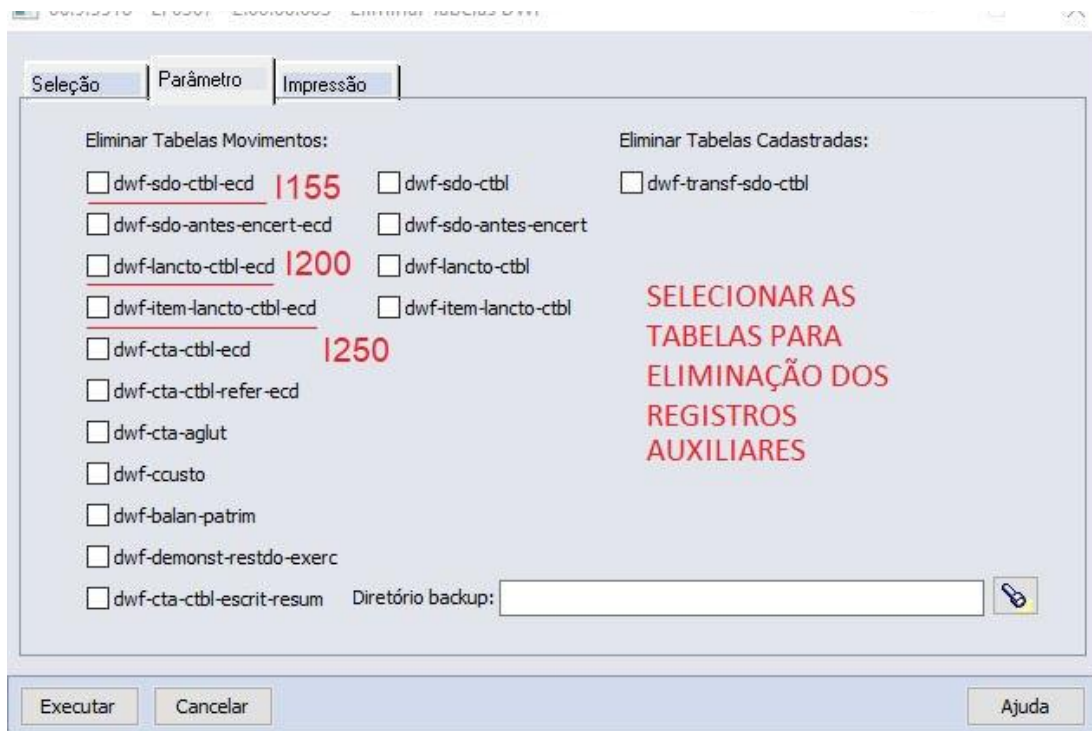 Eliminar Tabelas DWF
Seleção Parâmetro Impressão
Eliminar Tabelas Movimentos: Eliminar Tabelas Cadastradas:
dwf-sdo-ctbl-ecd I155 dwf-sdo-ctbl dwf-transf-sdo-ctbl
dwf-sdo-antes-encert-ecd dwf-sdo-antes-encert
dwf-lancto-ctbl-ecd I200 dwf-lancto-ctbl
dwf-item-lancto-ctbl-ecd dwf-item-lancto-ctbl
dwf-cta-ctbl-ecd I250
dwf-cta-ctbl-refer-ecd
dwf-cta-aglut
dwf-ccusto
dwf-balan-patrim
dwf-demonst-restdo-exerc
dwf-cta-ctbl-escrit-resum Diretório backup:
SELECIONAR AS
TABELAS PARA
ELIMINAÇÃO DOS
REGISTROS
AUXILIARES
Executar Cancelar Ajuda